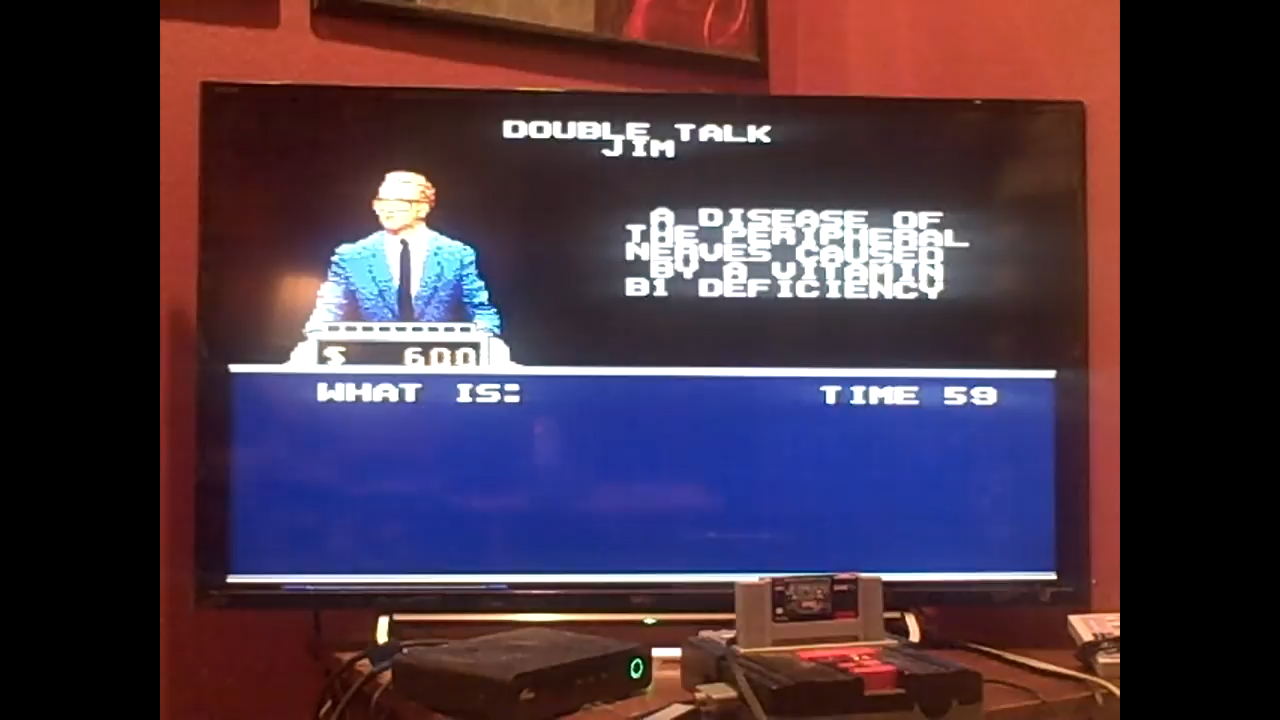 DOUBLE TALK
JIM
A DISEASE OF
THE PERIPHERAL
NERVES CAUSED
BY A VITAMIN
B1 DEFICIENCY
$ 600
WHAT IS:
TIME 59